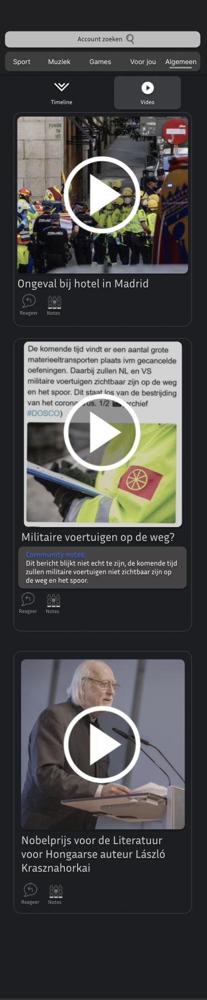 Account zoeken
Sport Muziek Games Voor jou Algemeen
Timeline Video
POLICIA
Ongeval bij hotel in Madrid
Reageer Notes
De komende tijd vindt er een aantal grote
materieeltransporten plaats ivm gecancelde
oefeningen. Daarbij zullen NL en VS
militaire voertuigen zichtbaar zijn op de weg
en het spoor. Dit staat los van de bestrijding
van het 1/2 archief
#DOSCO)
Militaire voertuigen op de weg?
Community notes:
Dit bericht blijkt niet echt te zijn, de komende tijd
zullen militaire voertuigen niet zichtbaar zijn op
de weg en het spoor.
Reageer Notes
Nobelprijs voor de Literatuur
voor Hongaarse auteur László
Krasznahorkai
Reageer Notes